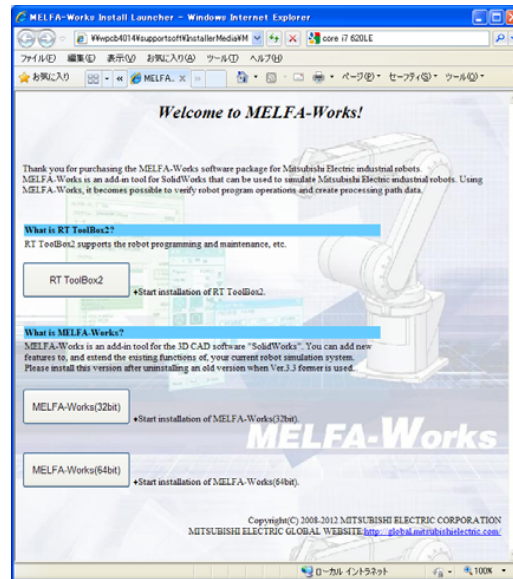 MELFA-Works Install Launcher - Windows Internet Explorer
core i7 620LE
ファイル(F) 編集(E) 表示(V) お気に入り(A) ツール(T) ヘルプ(H)
お気に入り MELFA.. ページ(P) セーフティ(S) ツール(O)
Welcome to MELFA-Works!
Thank you for purchasing the MELFA-Works software package for Mitsubishi Electric industrial robots.
MELFA-Works is an add-in tool for SolidWorks that can be used to simulate Mitsubishi Electric industrial robots. Using
MELFA-Works, it becomes possible to verify robot program operations and create processing path data.
What is RT ToolBox2?
RT ToolBox2 supports the robot programming and maintenance, etc.
RT ToolBox2
♦Start installation of RT ToolBox2.
What is MELFA-Works?
MELFA-Works is an add-in tool for the 3D CAD software "SolidWorks". You can add new
features to, and extend the existing functions of, your current robot simulation system.
Please install this version after uninstalling an old version when Ver.3.3 former is used.
MELFA-Works(32bit)
♦Start installation of MELFA-Works(32bit).
MELFA-Works
MELFA-Works(64bit)
♦Start installation of MELFA-Works(64bit).
Copyright(C) 2008-2012 MITSUBISHI ELECTRIC CORPORATION
MITSUBISHI ELECTRIC GLOBAL WEBSITE:http://global.mitsubishielectric.com/
ローカル イントラネット 100%